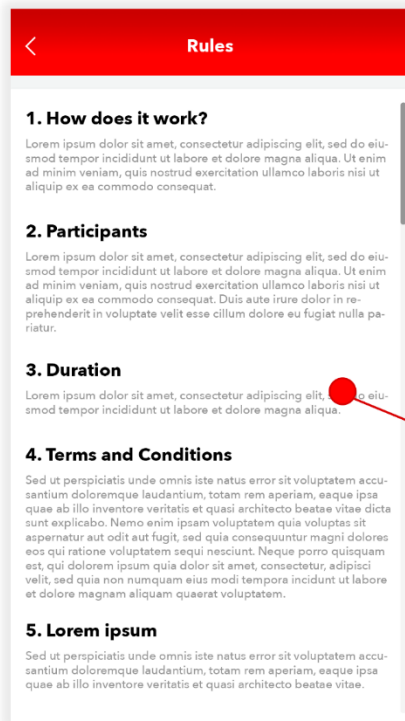 Rules
1. How does it work?
Lorem ipsum dolor sit amet, consectetur adipiscing elit, sed do eiu-
smod tempor incididunt ut labore et dolore magna aliqua. Ut enim
ad minim veniam, quis nostrud exercitation ullamco laboris nisi ut
aliquip ex ea commodo consequat.
2. Participants
Lorem ipsum dolor sit amet, consectetur adipiscing elit, sed do eiu-
smod tempor incididunt ut labore et dolore magna aliqua. Ut enim
ad minim veniam, quis nostrud exercitation ullamco laboris nisi ut
aliquip ex ea commodo consequat. Duis aute irure dolor in re-
prehenderit in voluptate velit esse cillum dolore eu fugiat nulla pa-
riatur.
3. Duration
Lorem ipsum dolor sit amet, consectetur adipiscing elit, eiu-
smod tempor incididunt ut labore et dolore magna aliqua.
4. Terms and Conditions
Sed ut perspiciatis unde omnis iste natus error sit voluptatem accu-
santium doloremque laudantium, totam rem aperiam, eaque ipsa
quae ab illo inventore veritatis et quasi architecto beatae vitae dicta
sunt explicabo. Nemo enim ipsam voluptatem quia voluptas sit
aspernatur aut odit aut fugit, sed quia consequuntur magni dolores
eos qui ratione voluptatem sequi nesciunt. Neque porro quisquam
est, qui dolorem ipsum quia dolor sit amet, consectetur, adipisci
velit, sed quia non numquam eius modi tempora incidunt ut labore
et dolore magnam aliquam quaerat voluptatem.
5. Lorem ipsum
Sed ut perspiciatis unde omnis iste natus error sit voluptatem accu-
santium doloremque laudantium, totam rem aperiam, eaque ipsa
quae ab illo inventore veritatis et quasi architecto beatae vitae.